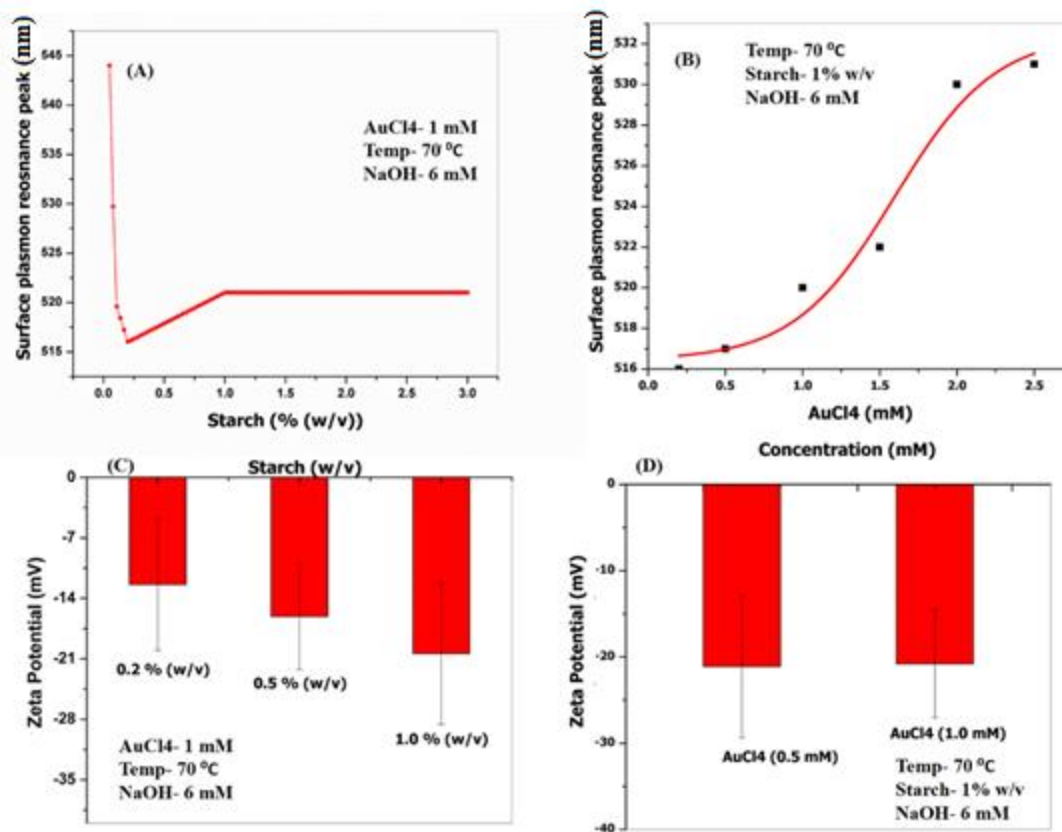 (A)
Surface plasmon reosnance peak (nm)
545
540
530
520
515
AuCl4- 1 mM
Temp- 70 ⁰C
NaOH- 6 mM
0.0 0.5 1.0 1.5 2.0 2.5 3.0
Starch (% (w/v))
(B)
Surface plasmon reosnance peak (nm)
532
530
528
526
524
522
520
518
516
Temp- 70 ⁰C
Starch- 1% w/v
NaOH- 6 mM
0.0 0.5 1.0 1.5 2.0 2.5
AuCl4 (mM)
(C)
Starch (w/v)
Zeta Potential (mV)
0
-7
-14
-21
-28
-35
0.2 % (w/v)
0.5 % (w/v)
1.0 % (w/v)
AuCl4- 1 mM
Temp- 70 ⁰C
NaOH- 6 mM
(D)
Concentration (mM)
Zeta Potential (mV)
0
-10
-20
-30
-40
AuCl4 (0.5 mM)
AuCl4 (1.0 mM)
Temp- 70 ⁰C
Starch- 1% w/v
NaOH- 6 mM